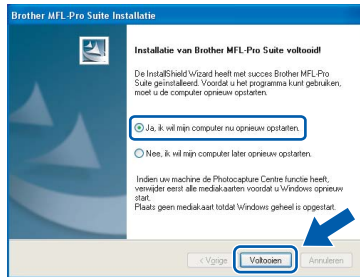 Brother MFL-Pro Suite Installatie
Installatie van Brother MFL-Pro Suite voltooid!
De InstallShield Wizard heeft met succes Brother MFL-Pro
Suite geïnstalleerd. Voordat u het programma kunt gebruiken,
moet u de computer opnieuw opstarten.
Ja, ik wil mijn computer nu opnieuw opstarten.
Nee, ik wil mijn computer later opnieuw opstarten.
Indien uw machine de Photocapture Centre functie heeft,
verwijder eerst alle mediakaarten voordat u Windows opnieuw
start.
Plaats geen mediakaart totdat Windows geheel is opgestart.
< Vorige
Voltooien
Annuleren